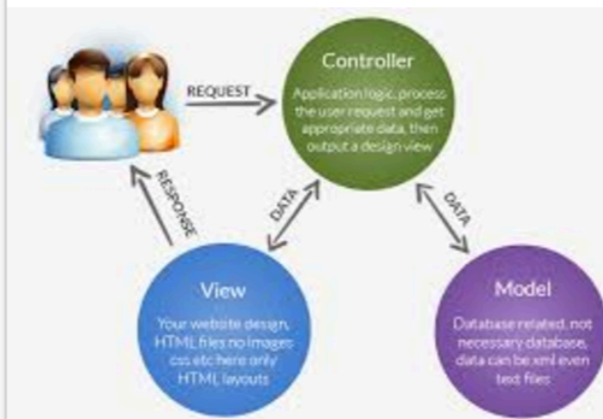 Controller
Application logic, process
the user request and get
appropriate data, then
output a design view
REQUEST
RESPONSE
DATA
DATA
View
Your website design,
HTML files no images
css etc here only
HTML layouts
Model
Database related, not
necessary database,
data can be xml even
text files